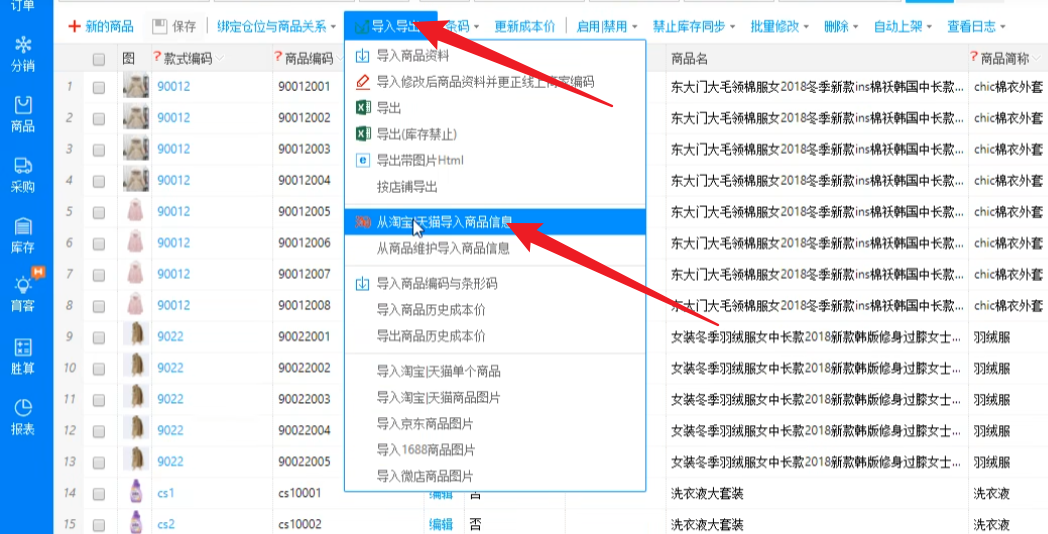 订单
分销
商品
采购
库存
胜算
报表
新的商品 保存 绑定仓位与商品关系 导入导出 条码 更新成本价 启用|禁用 禁止库存同步 批量修改 删除 自动上架 查看日志
图 ?款式编码 ?商品编码 商品名 ?商品简称
导入商品资料
导入修改后商品资料并更正线上商家编码
导出
导出(库存禁止)
导出带图片Html
按店铺导出
从淘宝|天猫导入商品信息
从商品维护导入商品信息
导入商品编码与条形码
导入商品历史成本价
导出商品历史成本价
导入淘宝|天猫单个商品
导入淘宝|天猫商品图片
导入京东商品图片
导入1688商品图片
导入微店商品图片
1 90012 90012001 东大门大毛领棉服女2018冬季新款ins棉袄韩国中长款... chic棉衣外套
2 90012 90012002 东大门大毛领棉服女2018冬季新款ins棉袄韩国中长款... chic棉衣外套
3 90012 90012003 东大门大毛领棉服女2018冬季新款ins棉袄韩国中长款... chic棉衣外套
4 90012 90012004 东大门大毛领棉服女2018冬季新款ins棉袄韩国中长款... chic棉衣外套
5 90012 90012005 东大门大毛领棉服女2018冬季新款ins棉袄韩国中长款... chic棉衣外套
6 90012 90012006 东大门大毛领棉服女2018冬季新款ins棉袄韩国中长款... chic棉衣外套
7 90012 90012007 东大门大毛领棉服女2018冬季新款ins棉袄韩国中长款... chic棉衣外套
8 90012 90012008 东大门大毛领棉服女2018冬季新款ins棉袄韩国中长款... chic棉衣外套
9 9022 90022001 女装冬季羽绒服女中长款2018新款韩版修身过膝女士... 羽绒服
10 9022 90022002 女装冬季羽绒服女中长款2018新款韩版修身过膝女士... 羽绒服
11 9022 90022003 女装冬季羽绒服女中长款2018新款韩版修身过膝女士... 羽绒服
12 9022 90022004 女装冬季羽绒服女中长款2018新款韩版修身过膝女士... 羽绒服
13 9022 90022005 女装冬季羽绒服女中长款2018新款韩版修身过膝女士... 羽绒服
14 cs1 cs10001 编辑 否 洗衣液大套装 洗衣液
15 cs2 cs10002 编辑 否 洗衣液大套装 洗衣液